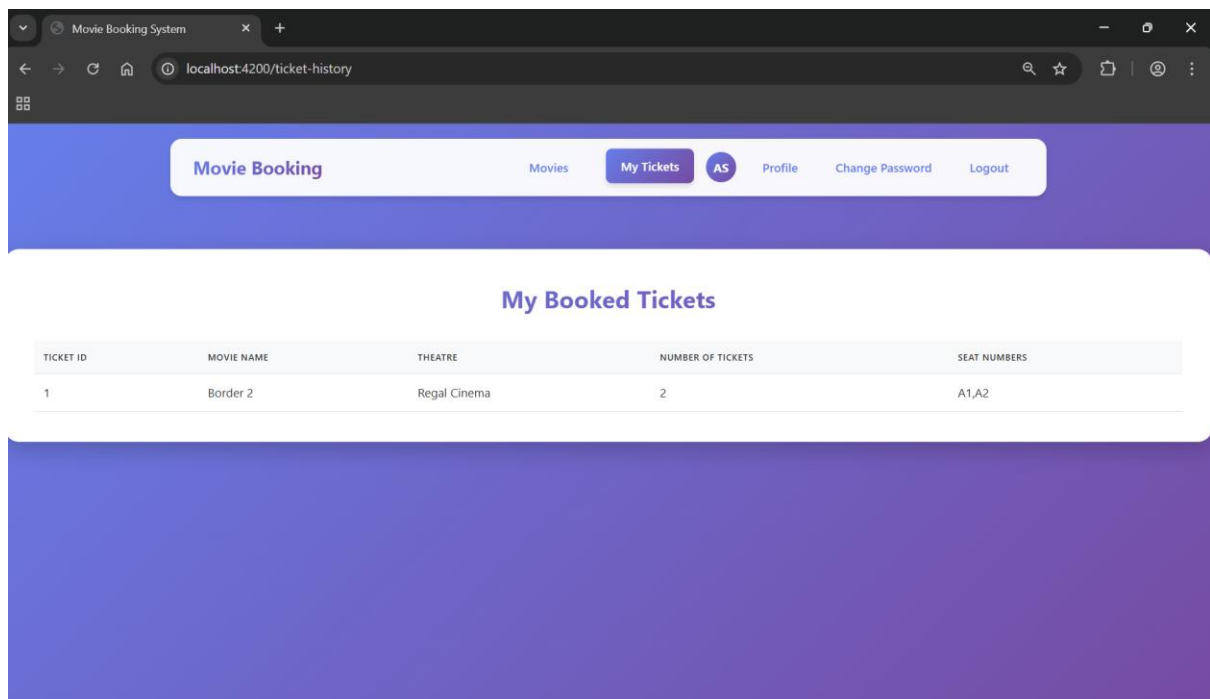 Movie Booking System
localhost:4200/ticket-history
Movie Booking Movies My Tickets AS Profile Change Password Logout
My Booked Tickets
TICKET ID MOVIE NAME THEATRE NUMBER OF TICKETS SEAT NUMBERS
1 Border 2 Regal Cinema 2 A1,A2